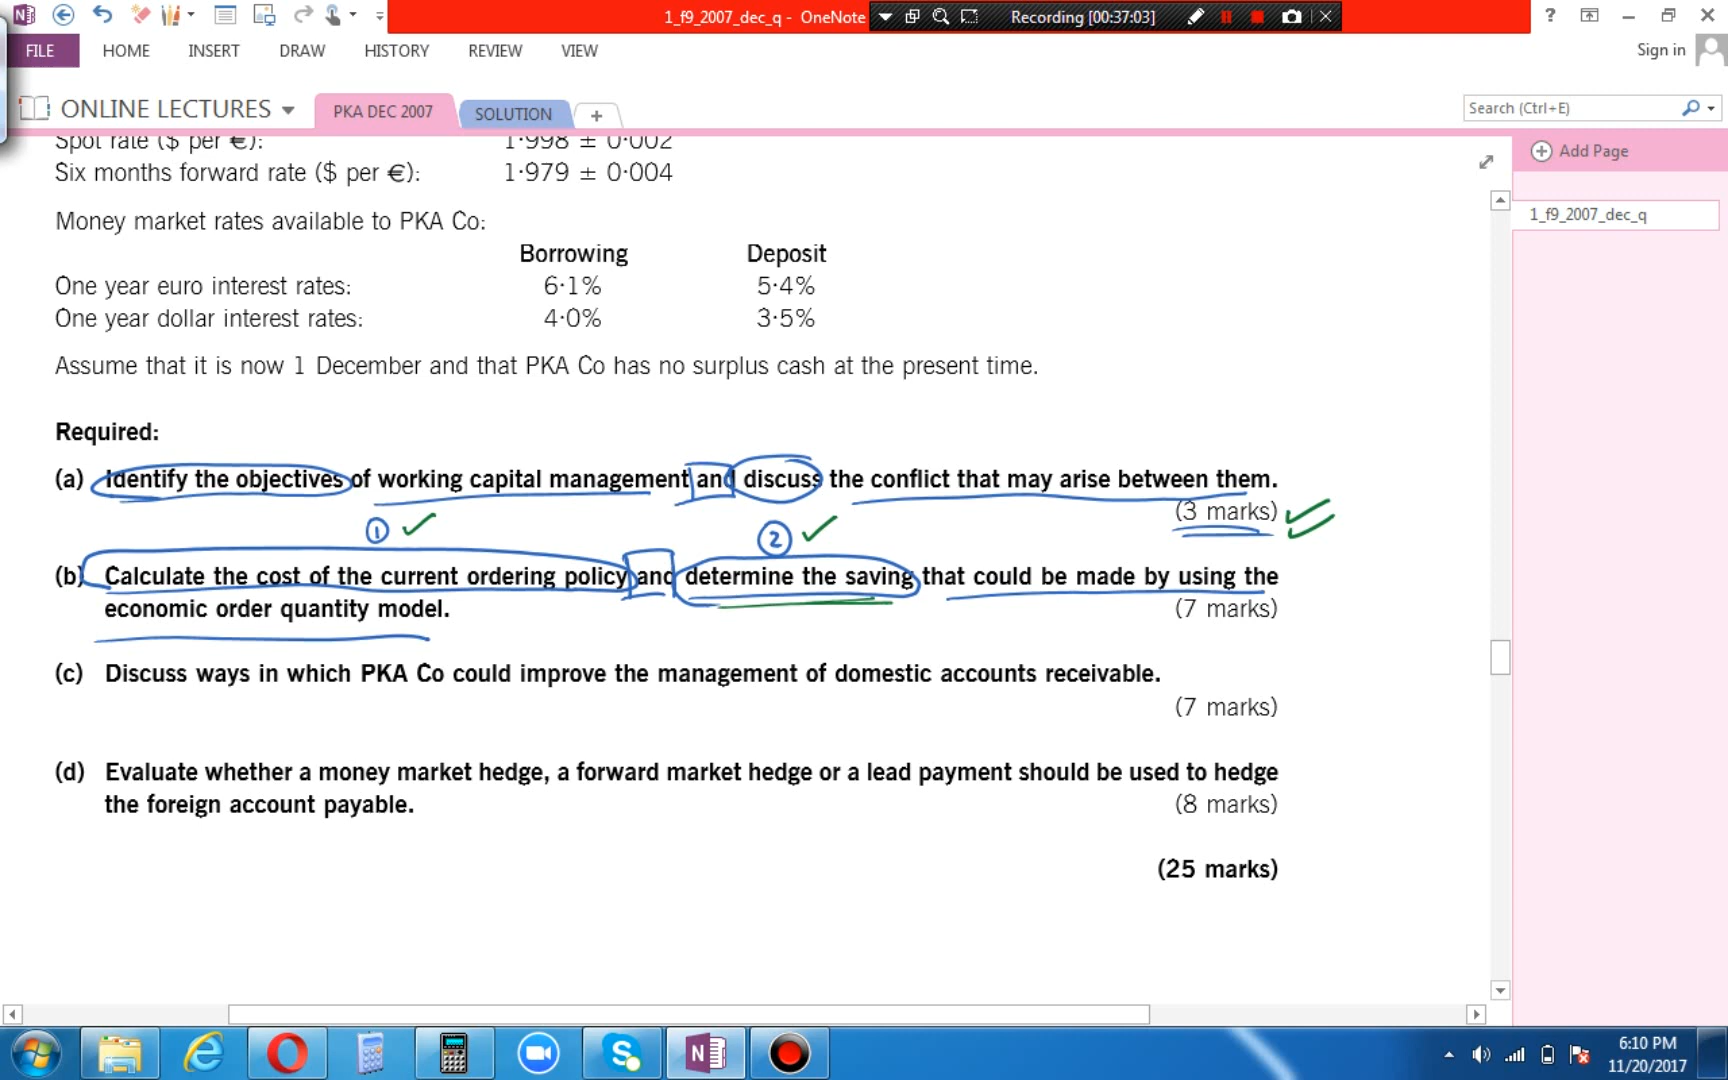 1_f9_2007_dec_q - OneNote
Recording [00:37:03]
FILE HOME INSERT DRAW HISTORY REVIEW VIEW
Sign in
ONLINE LECTURES PKA DEC 2007 SOLUTION +
Search (Ctrl+E)
Add Page
1_f9_2007_dec_q
Spot rate ($ per €): 1·998 ± 0·002
Six months forward rate ($ per €): 1·979 ± 0·004
Money market rates available to PKA Co:
Borrowing Deposit
One year euro interest rates: 6·1% 5·4%
One year dollar interest rates: 4·0% 3·5%
Assume that it is now 1 December and that PKA Co has no surplus cash at the present time.
Required:
(a) Identify the objectives of working capital management and discuss the conflict that may arise between them.
(3 marks)
1 2
(b) Calculate the cost of the current ordering policy and determine the saving that could be made by using the
economic order quantity model. (7 marks)
(c) Discuss ways in which PKA Co could improve the management of domestic accounts receivable.
(7 marks)
(d) Evaluate whether a money market hedge, a forward market hedge or a lead payment should be used to hedge
the foreign account payable. (8 marks)
(25 marks)
6:10 PM
11/20/2017